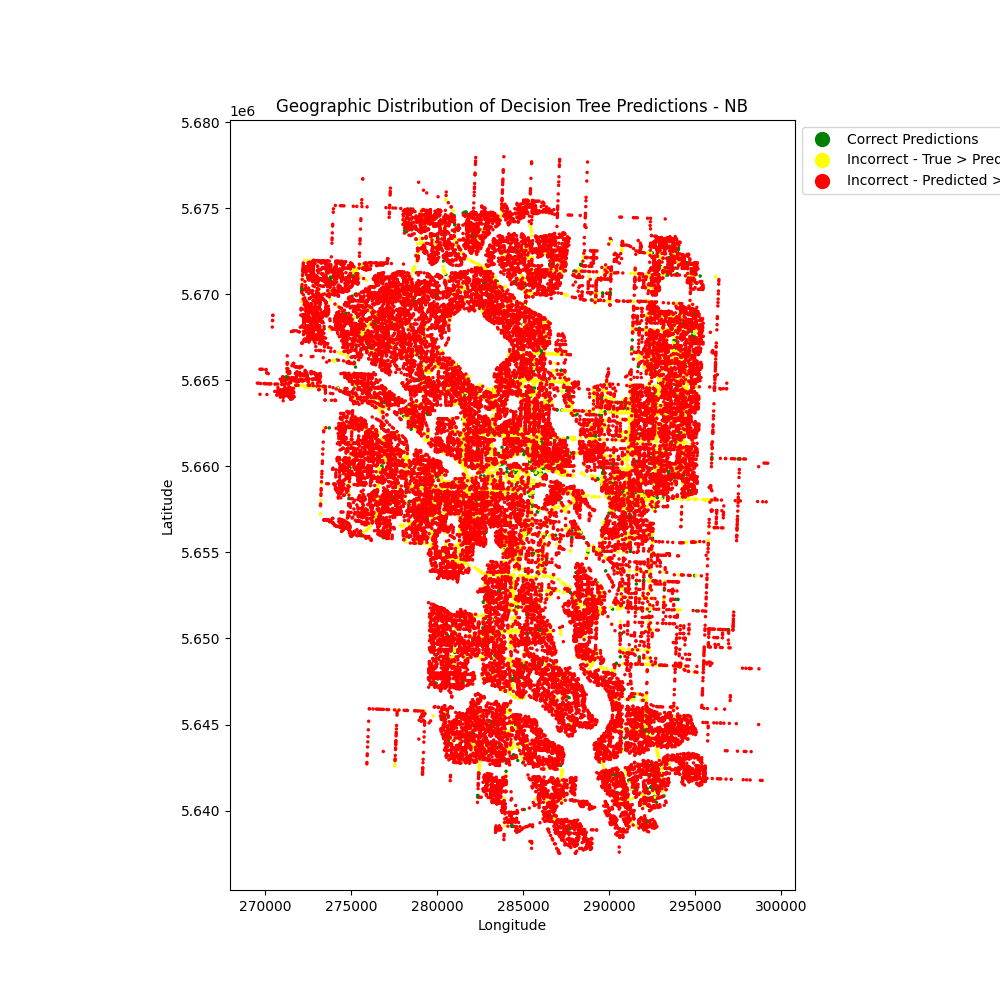 Geographic Distribution of Decision Tree Predictions - NB
1e6
5.680
5.675
5.670
5.665
5.660
5.655
5.650
5.645
5.640
Latitude
270000 275000 280000 285000 290000 295000 300000
Longitude
Correct Predictions
Incorrect - True > Pred
Incorrect - Predicted >